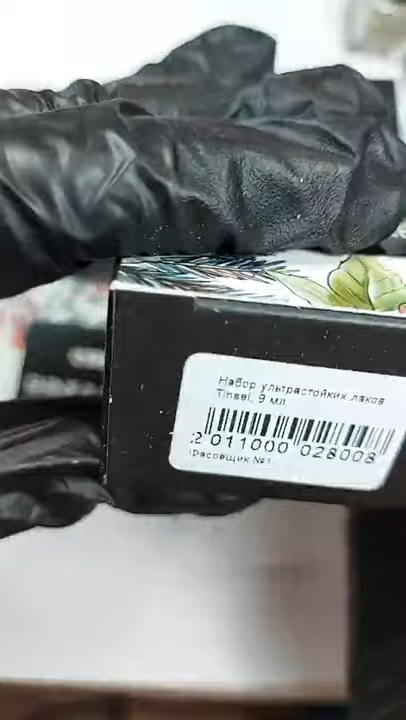 Набор ультрастойких лаков
Tinsel, 9 мл
2 011000 028008
Фасовщик №1